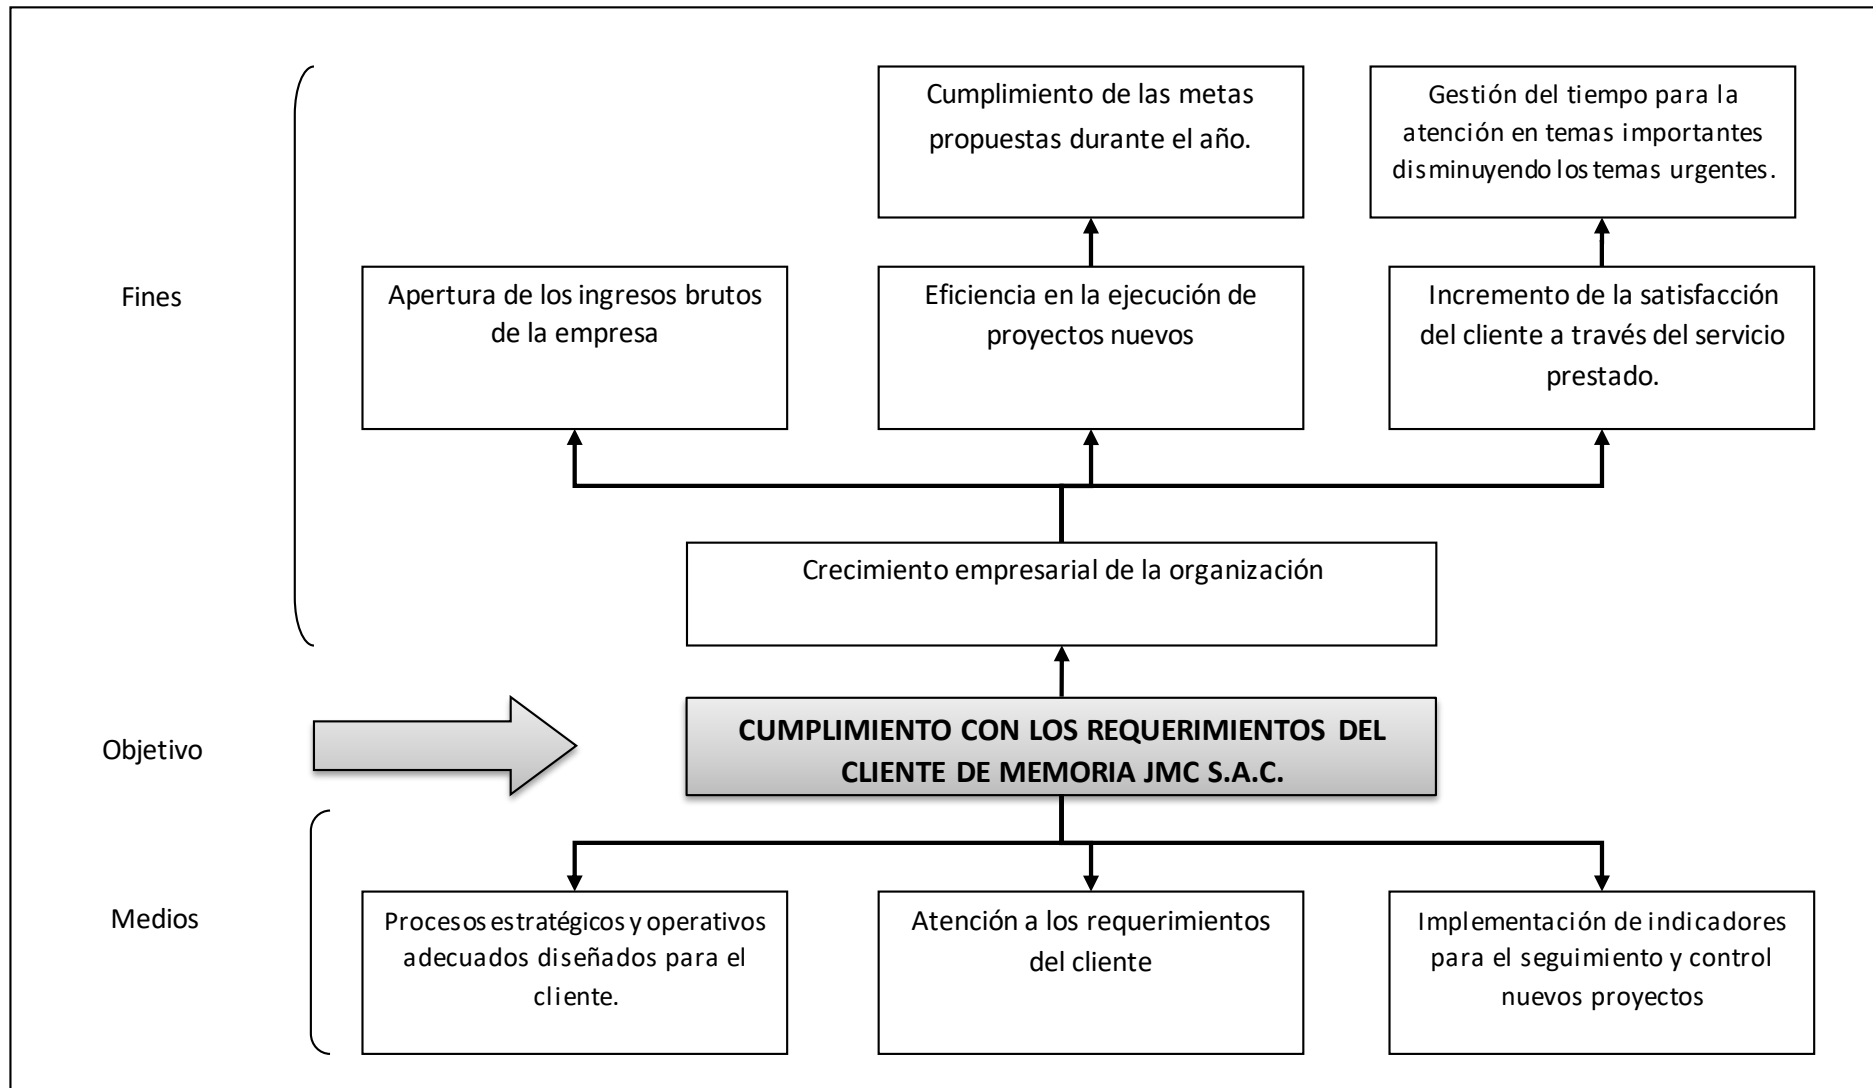 Cumplimiento de las metas
propuestas durante el año.
Gestión del tiempo para la
atención en temas importantes
disminuyendo los temas urgentes.
Fines
Apertura de los ingresos brutos
de la empresa
Eficiencia en la ejecución de
proyectos nuevos
Incremento de la satisfacción
del cliente a través del servicio
prestado.
Crecimiento empresarial de la organización
Objetivo
CUMPLIMIENTO CON LOS REQUERIMIENTOS DEL
CLIENTE DE MEMORIA JMC S.A.C.
Medios
Procesos estratégicos y operativos
adecuados diseñados para el
cliente.
Atención a los requerimientos
del cliente
Implementación de indicadores
para el seguimiento y control
nuevos proyectos